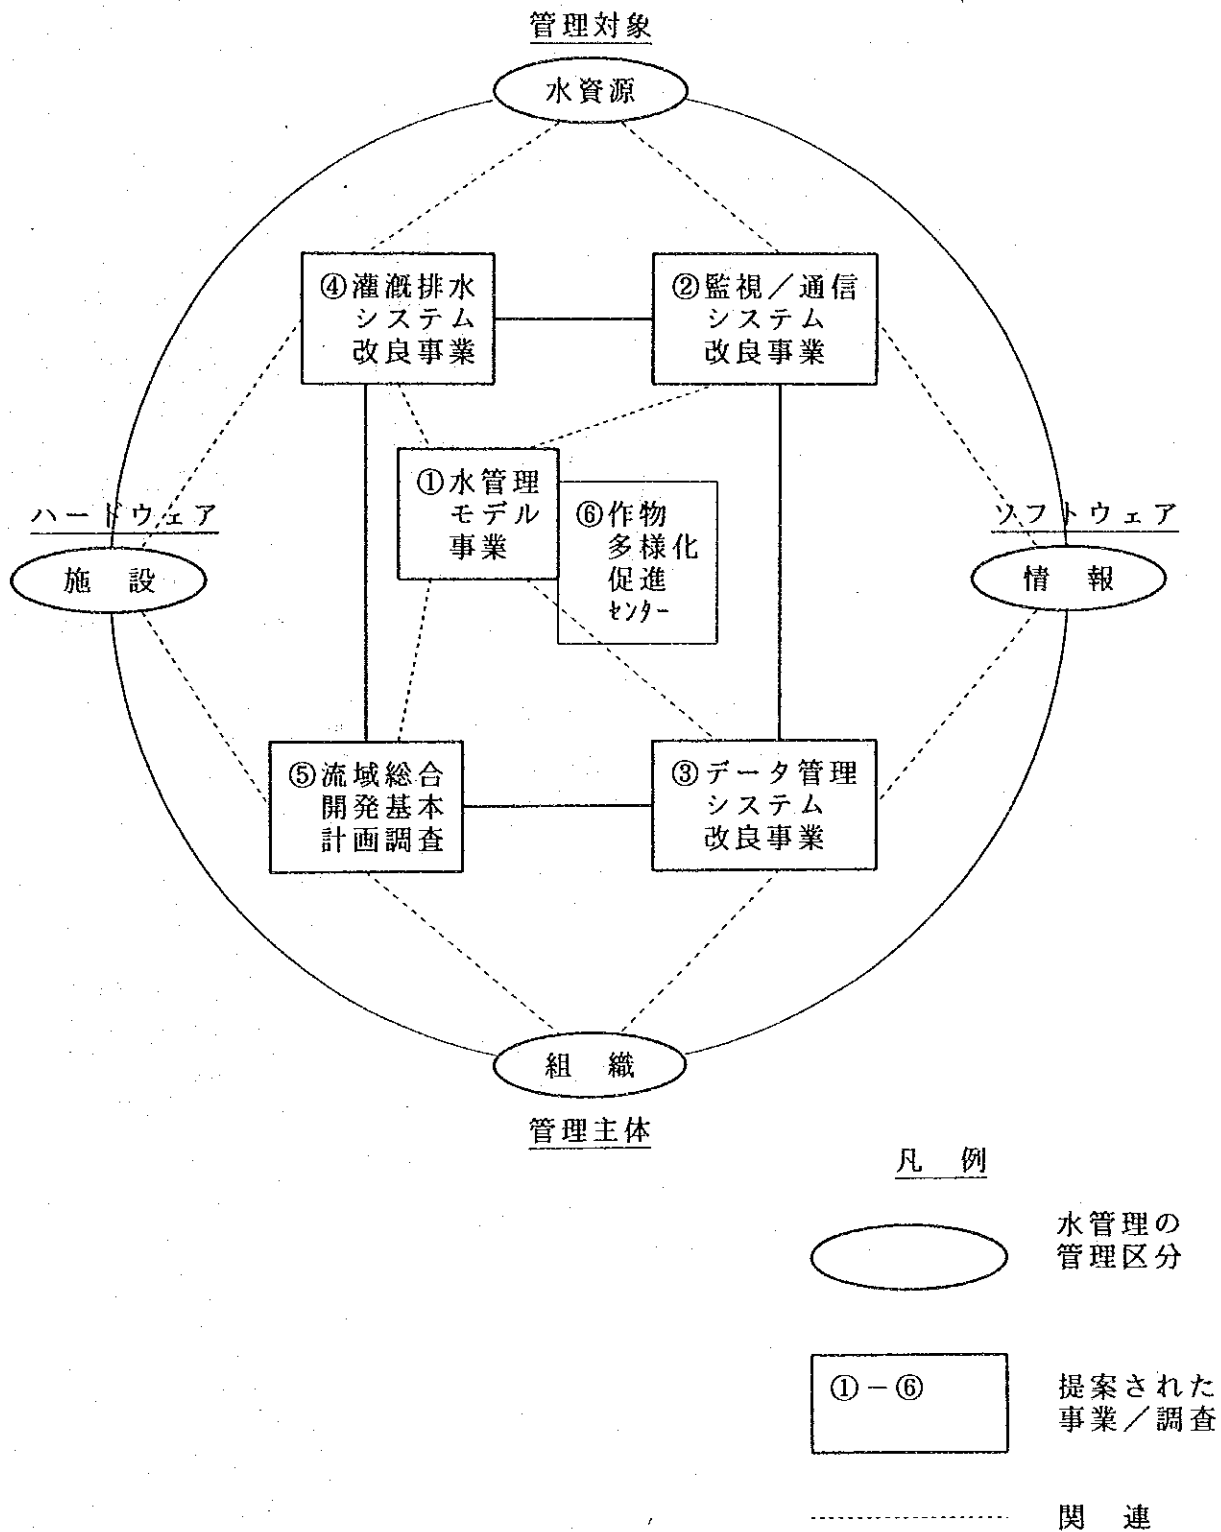 管理対象
水資源
④灌漑排水
システム
改良事業
②監視／通信
システム
改良事業
①水管理
モデル
事業
⑥作物
多様化
促進
センター
ハードウェア
施 設
ソフトウェア
情 報
⑤流域総合
開発基本
計画調査
③データ管理
システム
改良事業
組 織
管理主体
凡 例
水管理の
管理区分
①－⑥
提案された
事業／調査
関 連